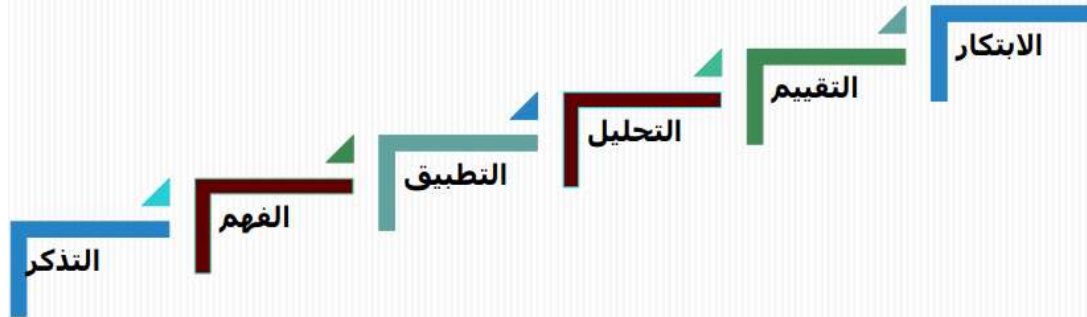 الابتكار
التقييم
التحليل
التطبيق
الفهم
التذكر